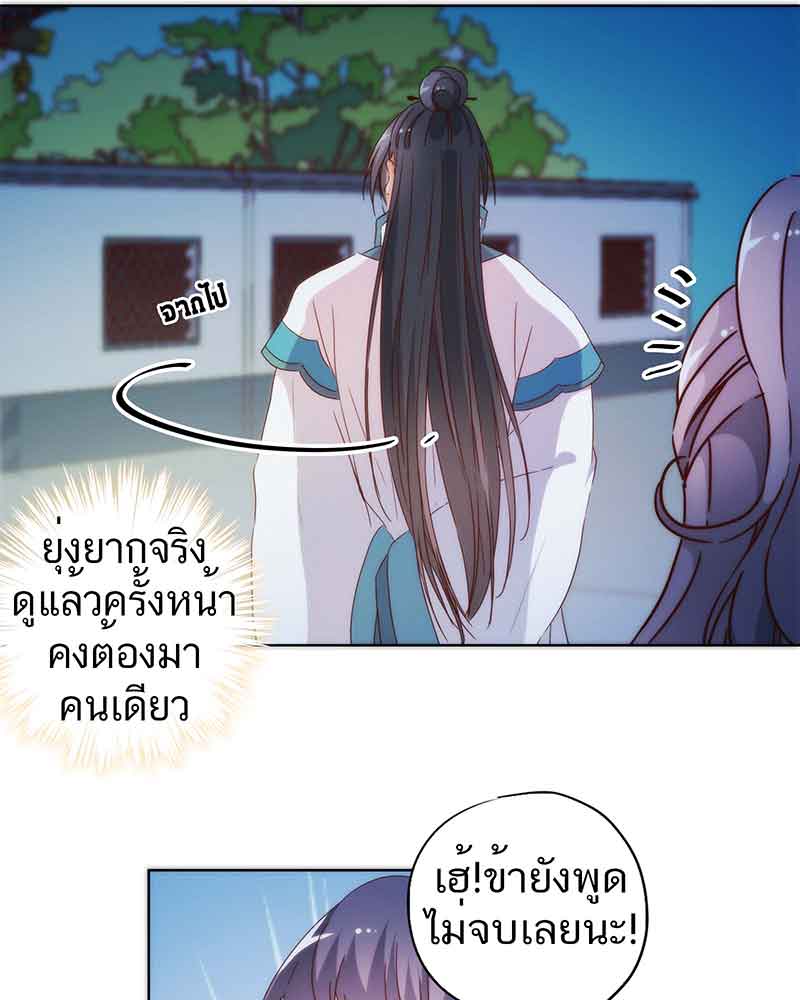 จากไป
ยุ่งยากจริง
ดูแล้วครั้งหน้า
คงต้องมา
คนเดียว
เฮ้!ข้ายังพูด
ไม่จบเลยนะ!